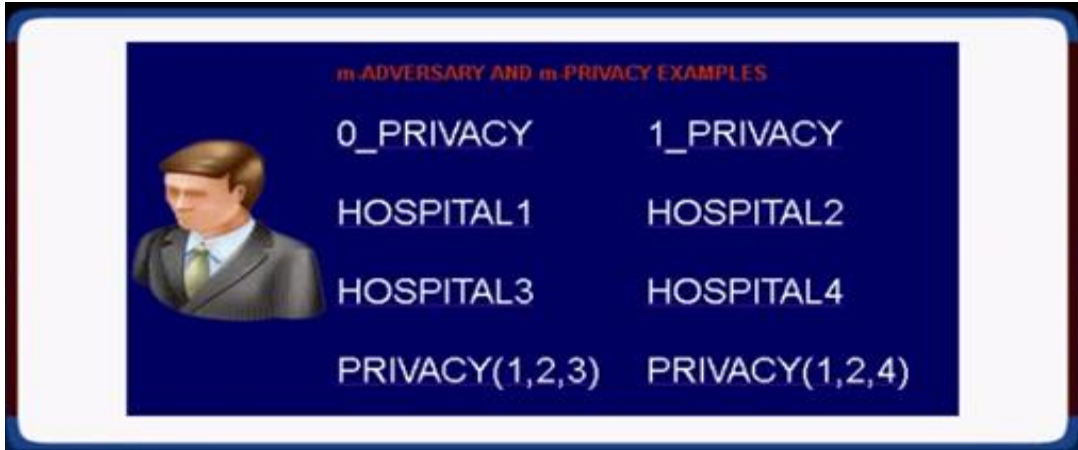 m-ADVERSARY AND m-PRIVACY EXAMPLES
0_PRIVACY 1_PRIVACY
HOSPITAL1 HOSPITAL2
HOSPITAL3 HOSPITAL4
PRIVACY(1,2,3) PRIVACY(1,2,4)